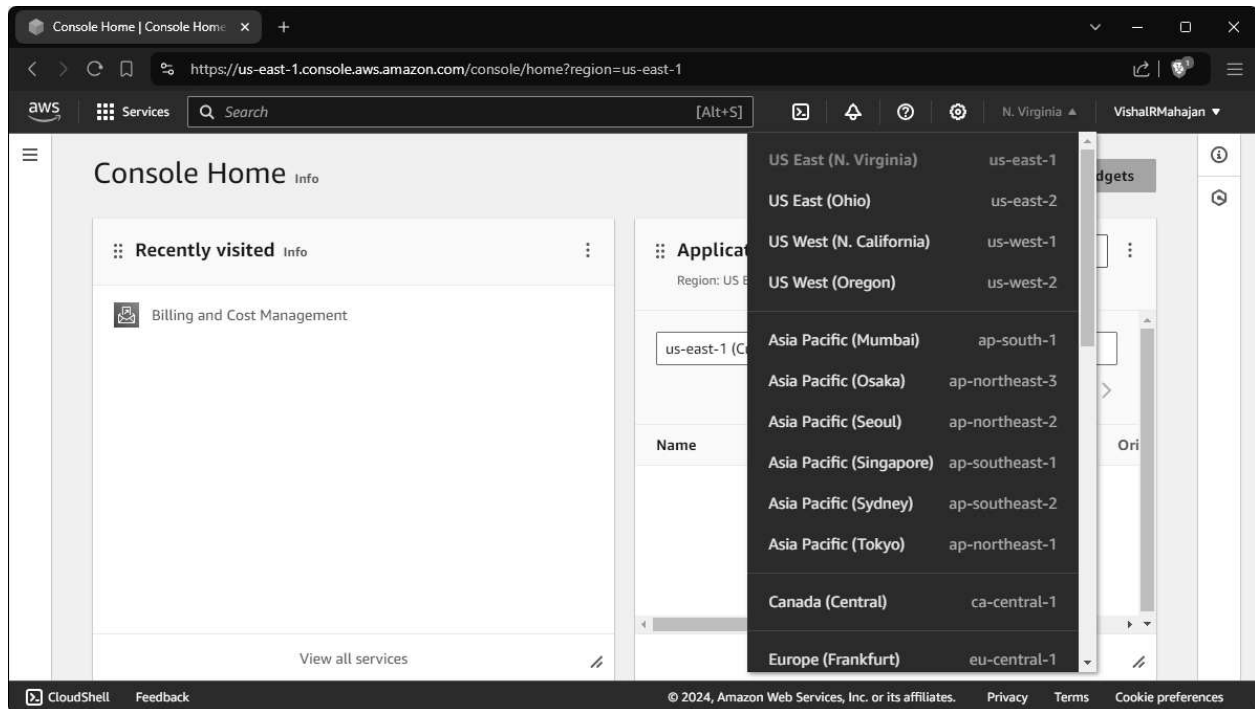 Console Home | Console Home
https://us-east-1.console.aws.amazon.com/console/home?region=us-east-1
aws Services Search [Alt+S] N. Virginia VishalRMahajan
Console Home Info
Recently visited Info
Billing and Cost Management
View all services
Region: US
us-east-1
Name
US East (N. Virginia) us-east-1
US East (Ohio) us-east-2
US West (N. California) us-west-1
US West (Oregon) us-west-2
Asia Pacific (Mumbai) ap-south-1
Asia Pacific (Osaka) ap-northeast-3
Asia Pacific (Seoul) ap-northeast-2
Asia Pacific (Singapore) ap-southeast-1
Asia Pacific (Sydney) ap-southeast-2
Asia Pacific (Tokyo) ap-northeast-1
Canada (Central) ca-central-1
Europe (Frankfurt) eu-central-1
CloudShell Feedback © 2024, Amazon Web Services, Inc. or its affiliates. Privacy Terms Cookie preferences